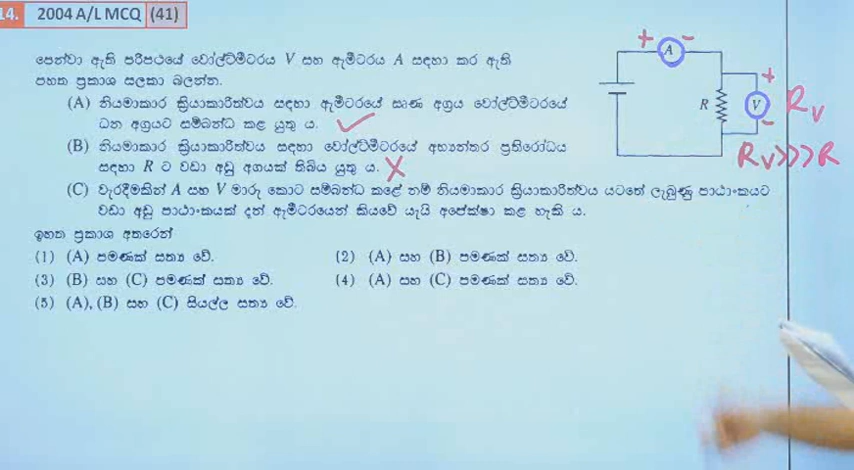 14. 2004 A/L MCQ (41)
පෙන්වා ඇති පරිපථයේ වෝල්ට්මීටරය V සහ ඇමීටරය A සඳහා කර ඇති
පහත ප්‍රකාශ සලකා බලන්න.
(A) නියමාකාර ක්‍රියාකාරීත්වය සඳහා ඇමීටරයේ සෘණ අග්‍රය වෝල්ට්මීටරයේ
ධන අග්‍රයට සම්බන්ධ කළ යුතු ය.
(B) නියමාකාර ක්‍රියාකාරීත්වය සඳහා වෝල්ට්මීටරයේ අභ්‍යන්තර ප්‍රතිරෝධය
සඳහා R ට වඩා අඩු අගයක් තිබිය යුතු ය.
(C) වැරදීමකින් A සහ V මාරු කොට සම්බන්ධ කළේ නම් නියමාකාර ක්‍රියාකාරීත්වය යටතේ ලැබුණු පාඨාංකයට
වඩා අඩු පාඨාංකයක් දැන් ඇමීටරයෙන් කියවේ යැයි අපේක්ෂා කළ හැකි ය.
ඉහත ප්‍රකාශ අතරෙන්
(1) (A) පමණක් සත්‍ය වේ. (2) (A) සහ (B) පමණක් සත්‍ය වේ.
(3) (B) සහ (C) පමණක් සත්‍ය වේ. (4) (A) සහ (C) පමණක් සත්‍ය වේ.
(5) (A), (B) සහ (C) සියල්ල සත්‍ය වේ.
+ A −
+
R V R_V
−
R_V >>> R